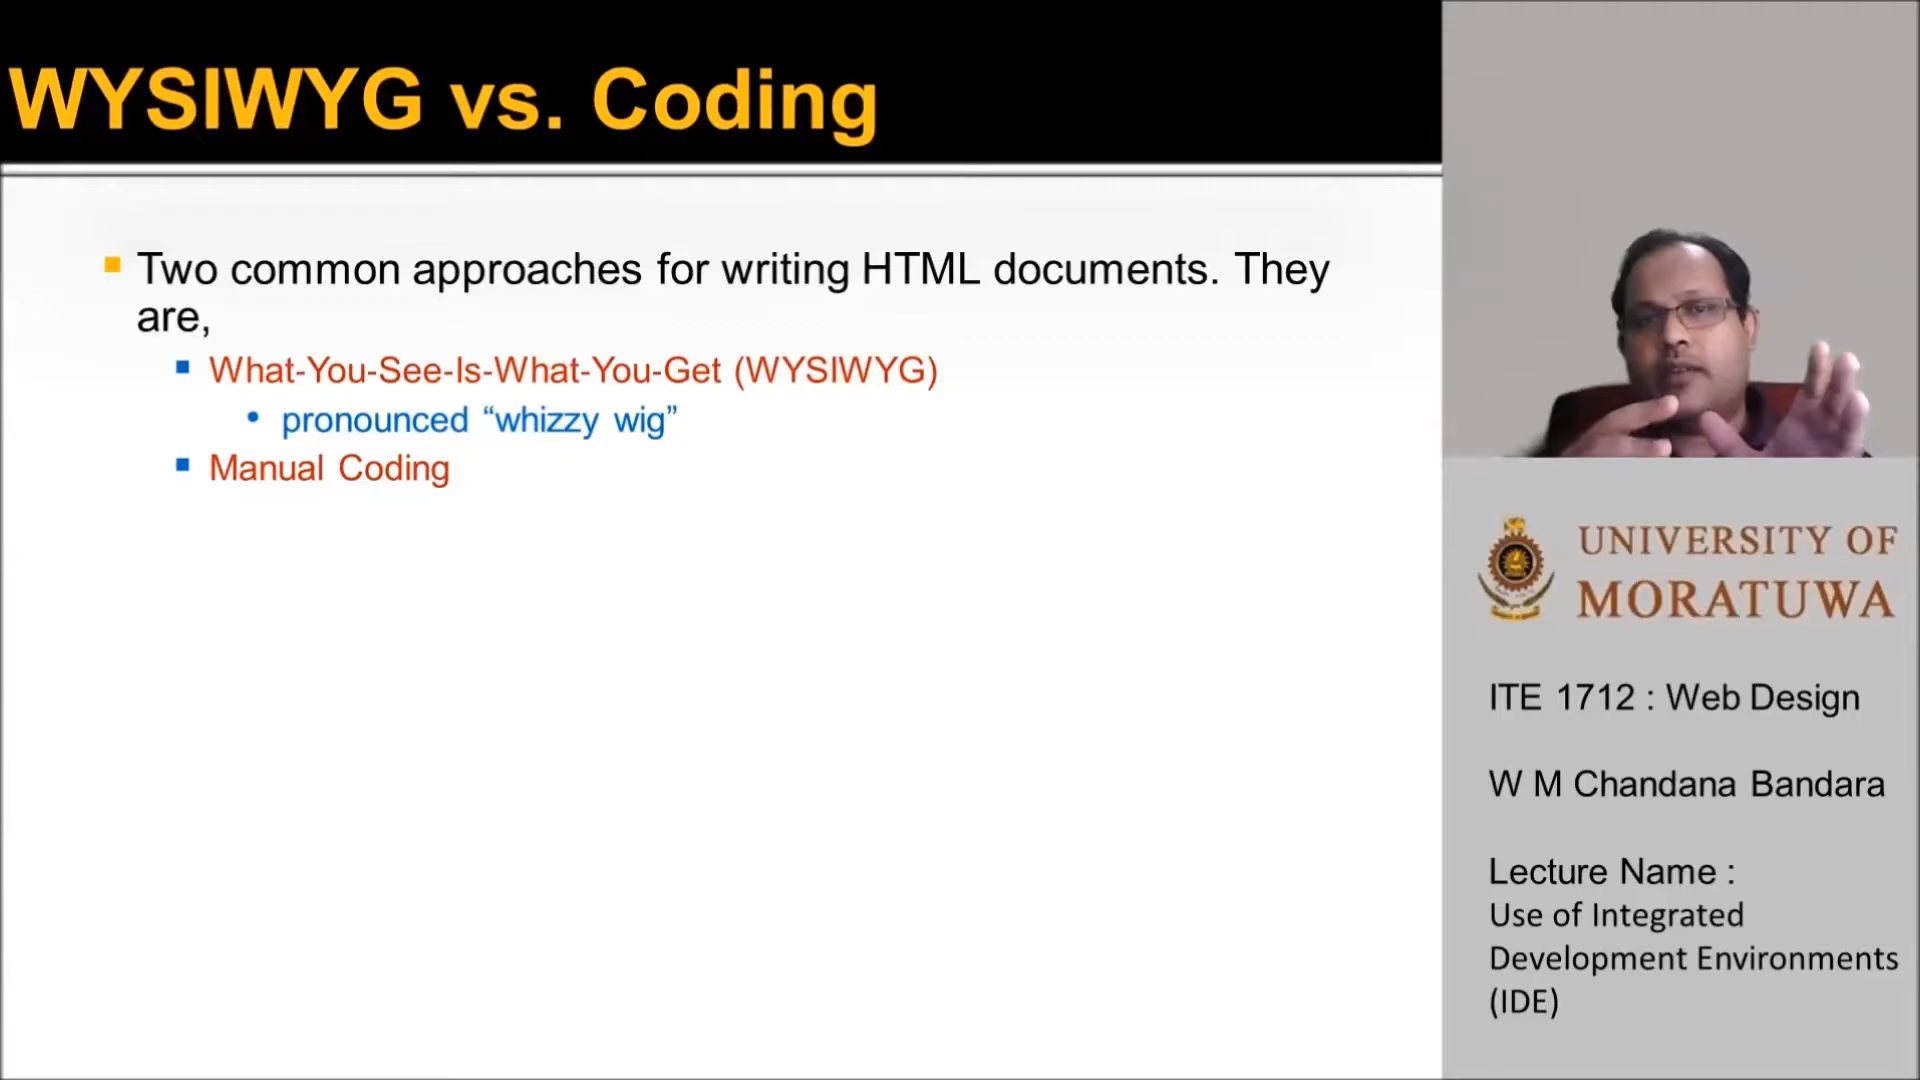 WYSIWYG vs. Coding
Two common approaches for writing HTML documents. They
are,
What-You-See-Is-What-You-Get (WYSIWYG)
pronounced “whizzy wig”
Manual Coding
UNIVERSITY OF
MORATUWA
ITE 1712 : Web Design
W M Chandana Bandara
Lecture Name :
Use of Integrated
Development Environments
(IDE)